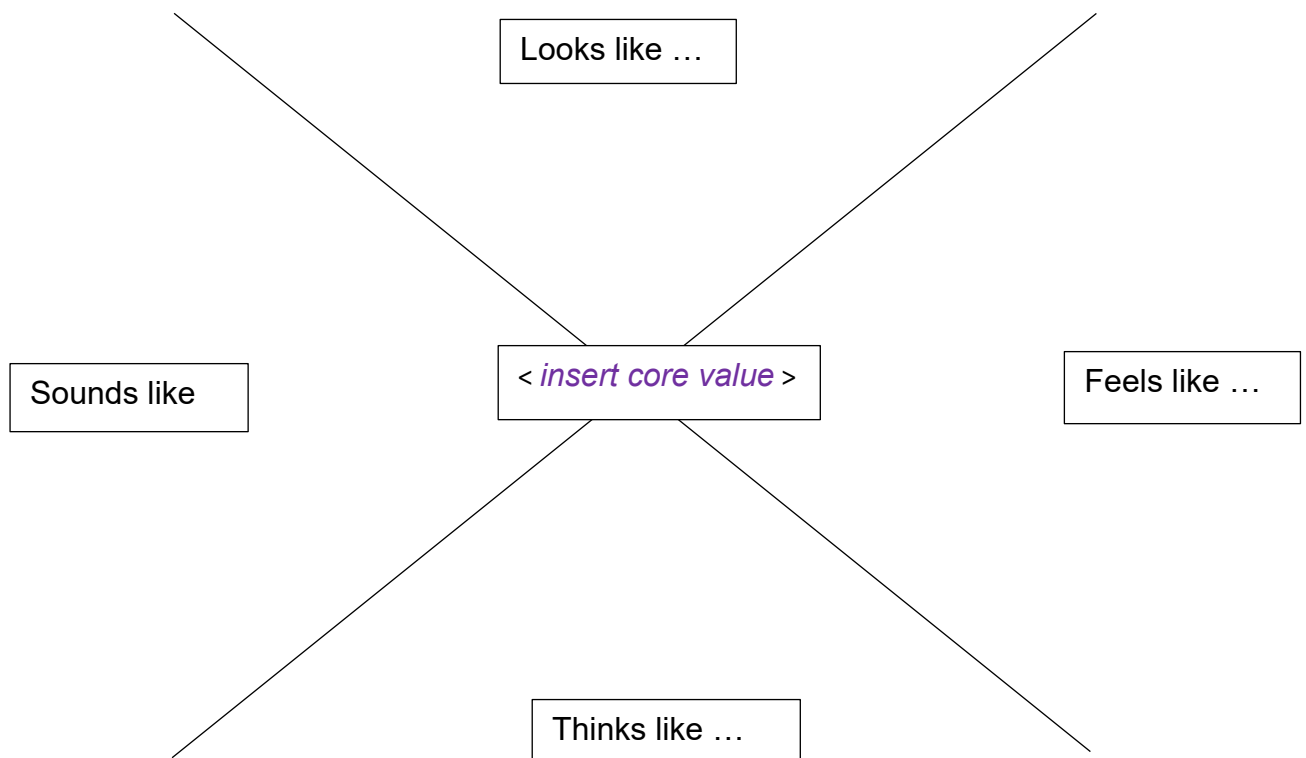 Looks like …
Sounds like
< insert core value >
Feels like …
Thinks like …